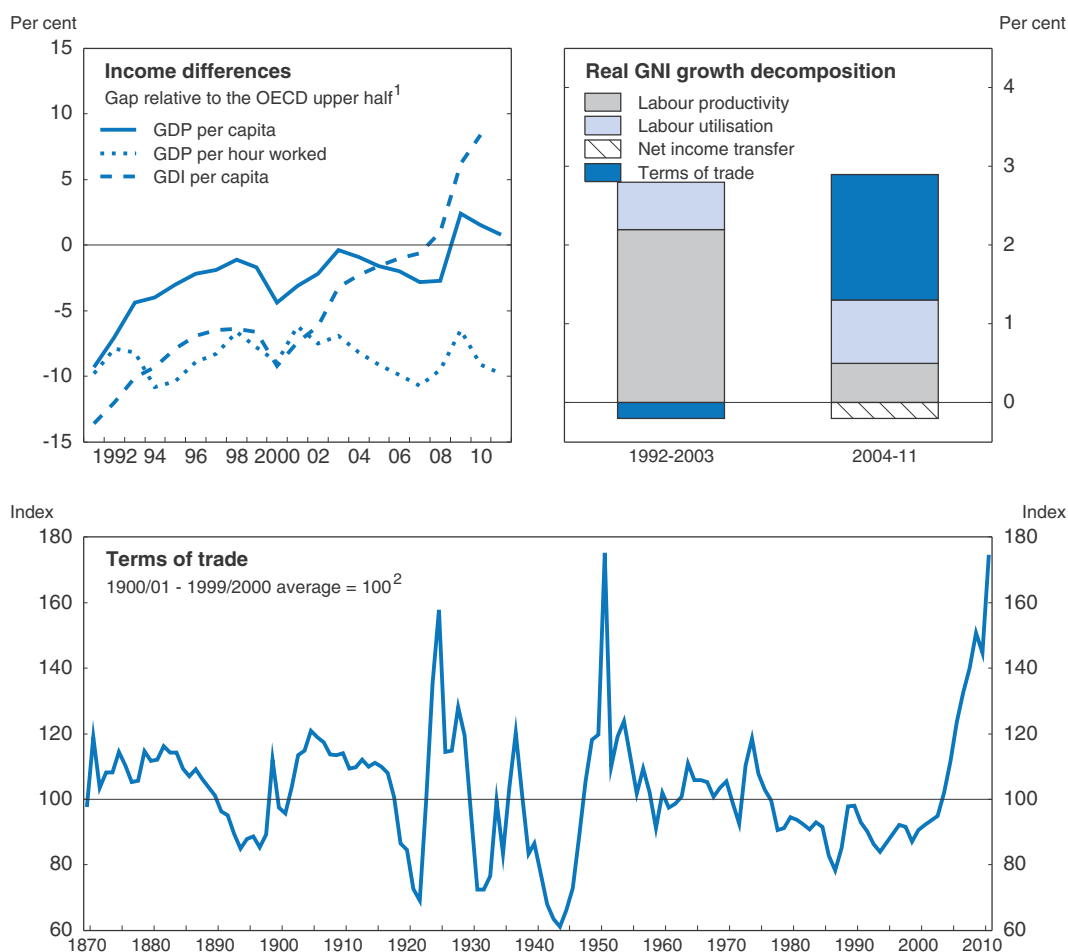 Per cent
15
10
5
0
-5
-10
-15
Income differences
Gap relative to the OECD upper half1
GDP per capita
GDP per hour worked
GDI per capita
1992 94 96 98 2000 02 04 06 08 10
Per cent
Real GNI growth decomposition
Labour productivity
Labour utilisation
Net income transfer
Terms of trade
4
3
2
1
0
1992-2003 2004-11
Index
180
160
140
120
100
80
60
Terms of trade
1900/01 - 1999/2000 average = 1002
Index
180
160
140
120
100
80
60
1870 1880 1890 1900 1910 1920 1930 1940 1950 1960 1970 1980 1990 2000 2010